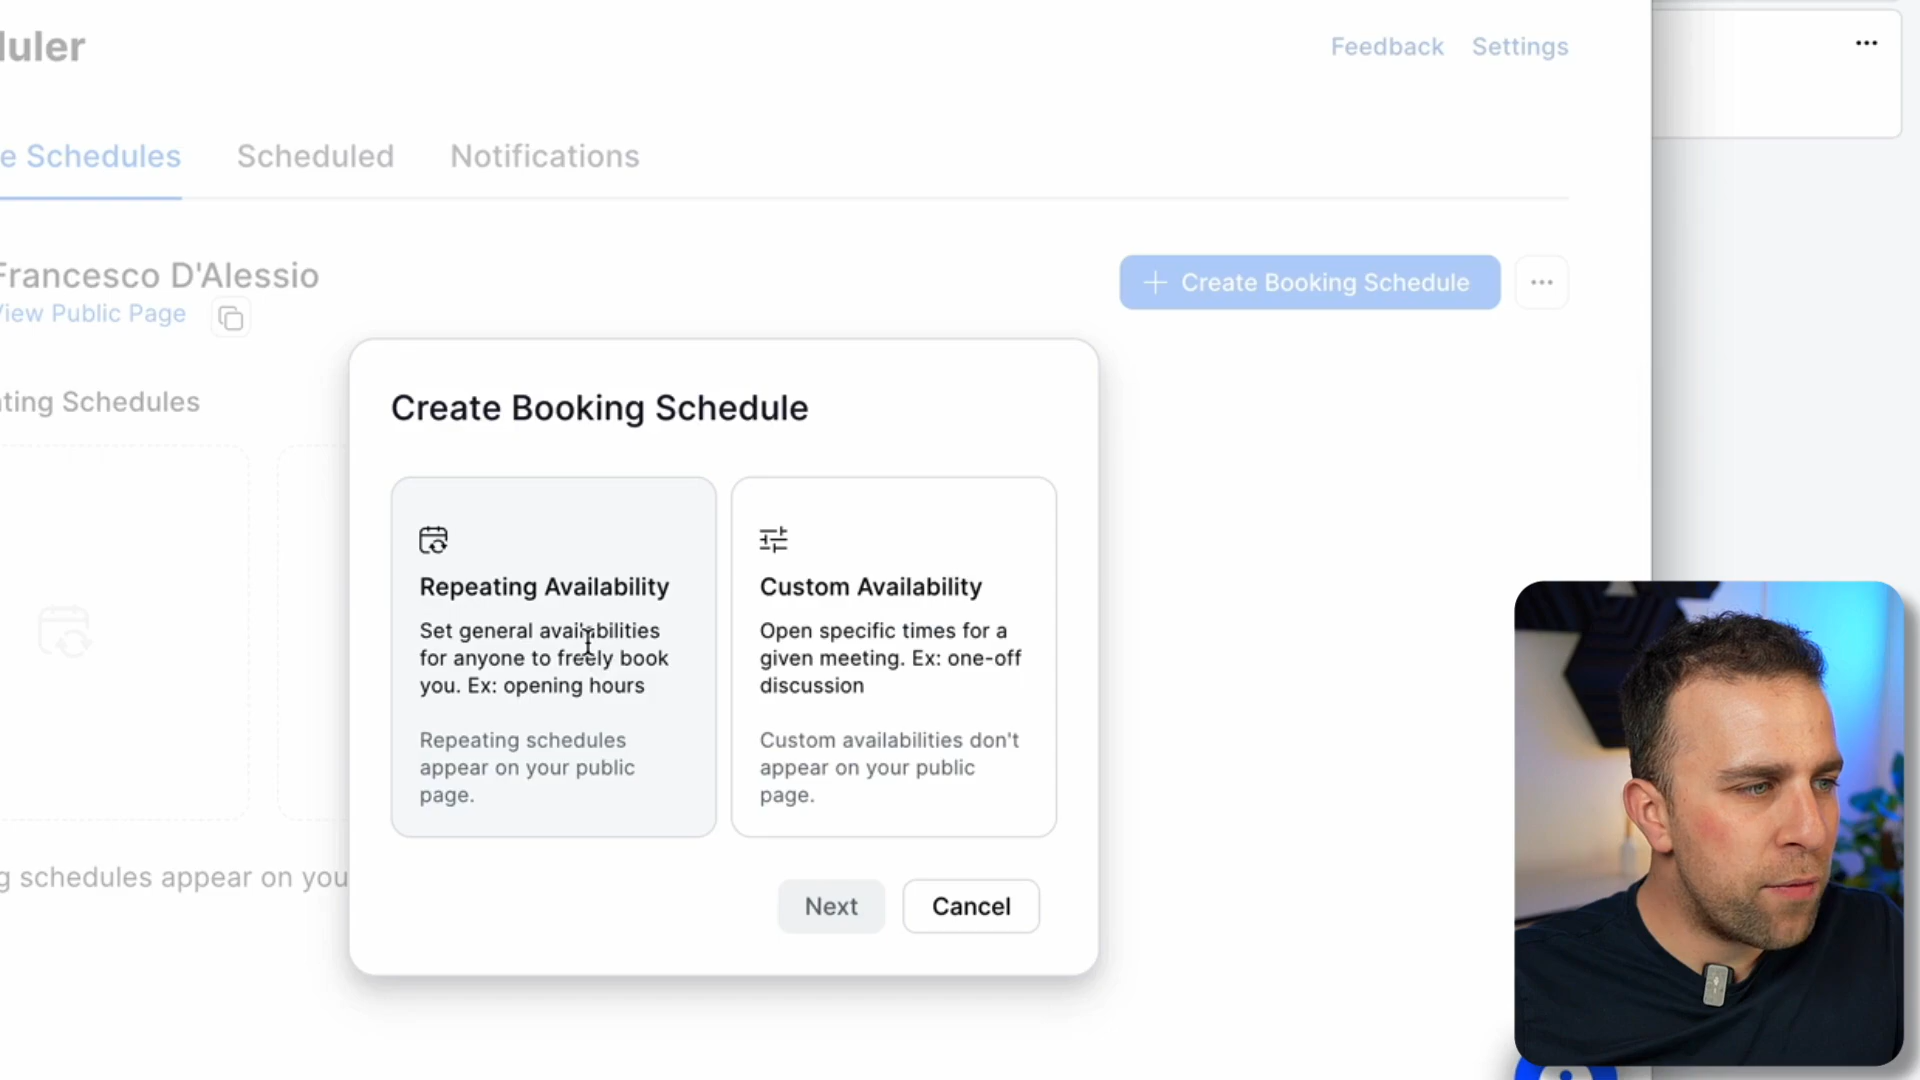 duler
Feedback
Settings
e Schedules
Scheduled
Notifications
Francesco D'Alessio
View Public Page
+ Create Booking Schedule
ting Schedules
Create Booking Schedule
Repeating Availability
Set general availabilities
for anyone to freely book
you. Ex: opening hours
Repeating schedules
appear on your public
page.
Custom Availability
Open specific times for a
given meeting. Ex: one-off
discussion
Custom availabilities don't
appear on your public
page.
g schedules appear on you
Next
Cancel